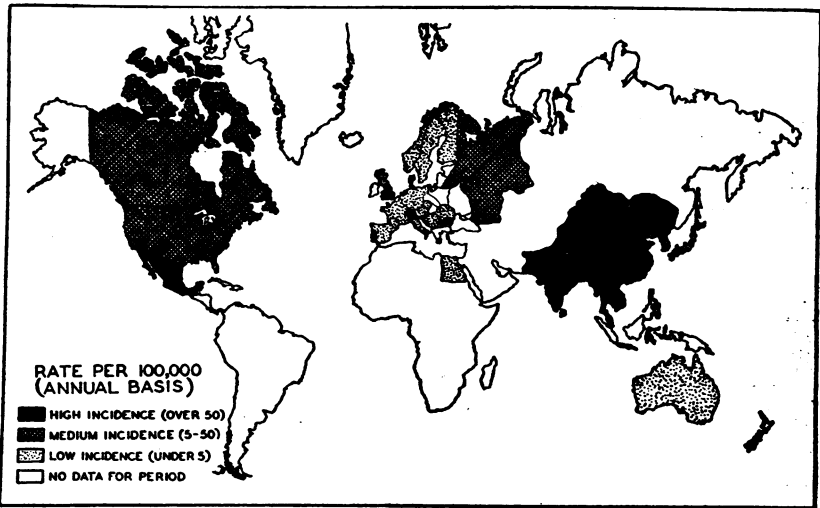 RATE PER 100,000
(ANNUAL BASIS)
HIGH INCIDENCE (OVER 50)
MEDIUM INCIDENCE (5-50)
LOW INCIDENCE (UNDER 5)
NO DATA FOR PERIOD